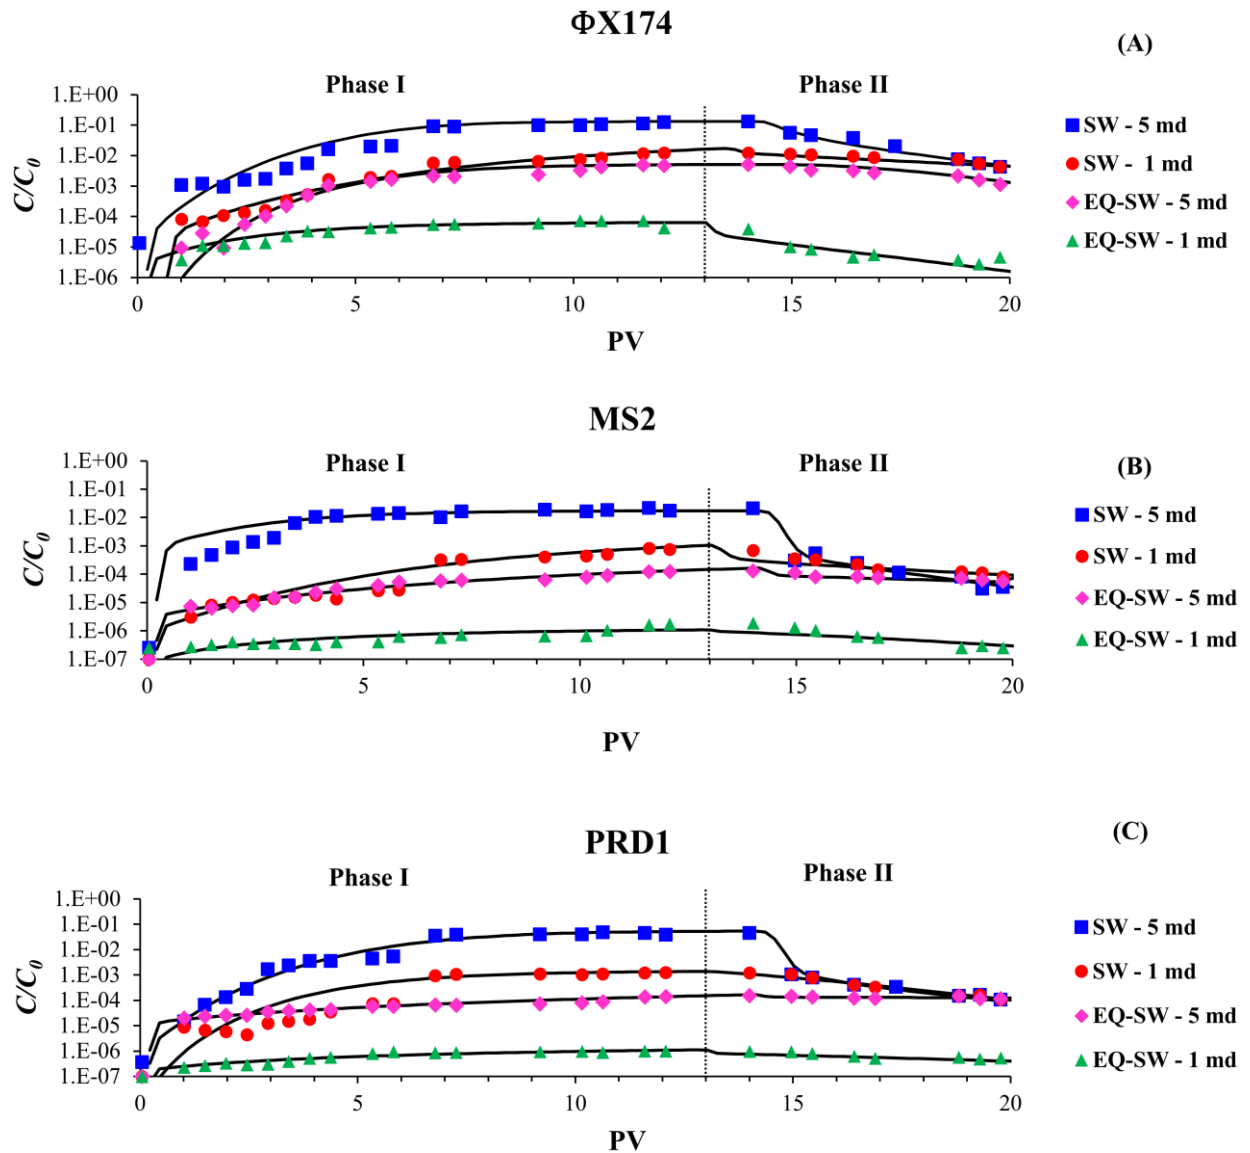 ΦX174
(A)
Phase I
Phase II
1.E+00
1.E-01
1.E-02
1.E-03
1.E-04
1.E-05
1.E-06
C/C0
0
5
10
15
20
PV
SW - 5 md
SW - 1 md
EQ-SW - 5 md
EQ-SW - 1 md
MS2
(B)
Phase I
Phase II
1.E+00
1.E-01
1.E-02
1.E-03
1.E-04
1.E-05
1.E-06
1.E-07
C/C0
0
5
10
15
20
PV
SW - 5 md
SW - 1 md
EQ-SW - 5 md
EQ-SW - 1 md
PRD1
(C)
Phase I
Phase II
1.E+00
1.E-01
1.E-02
1.E-03
1.E-04
1.E-05
1.E-06
1.E-07
C/C0
0
5
10
15
20
PV
SW - 5 md
SW - 1 md
EQ-SW - 5 md
EQ-SW - 1 md